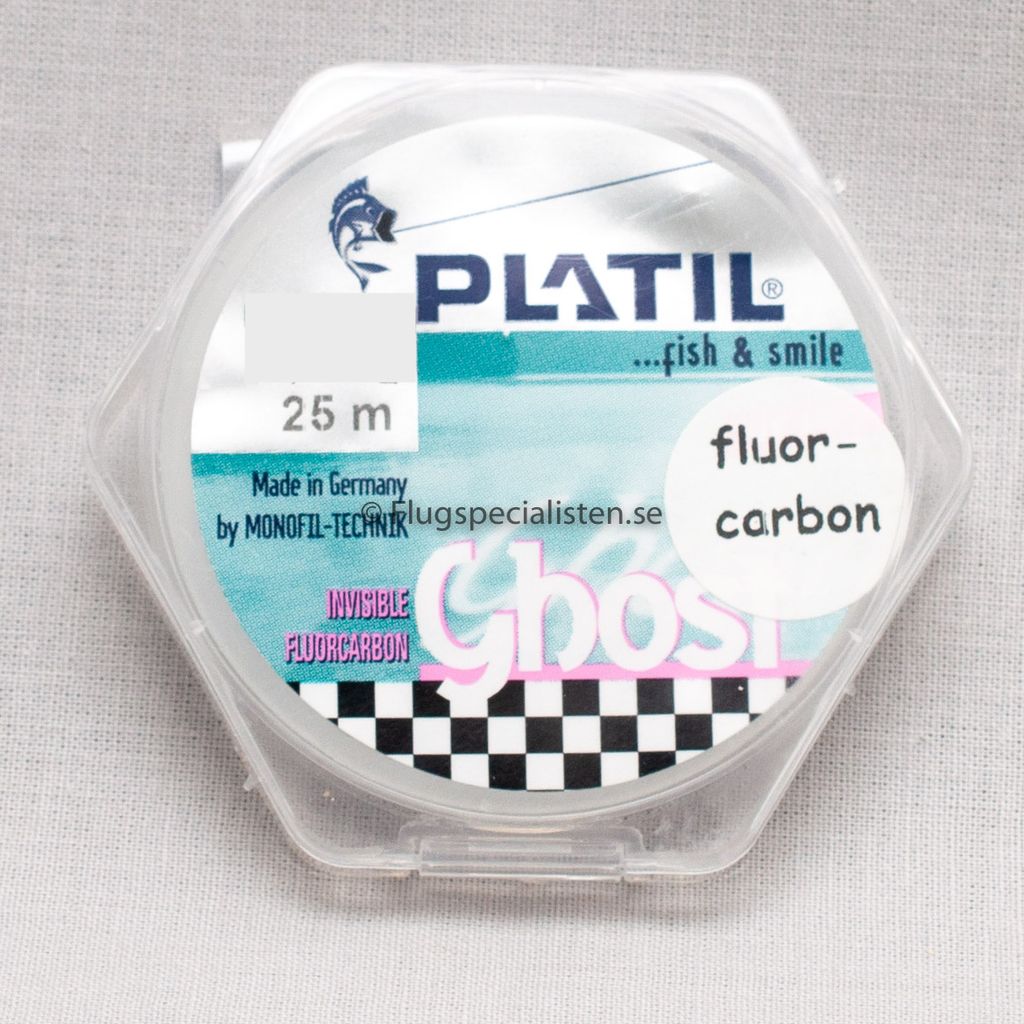 PLATIL®
...fish & smile
25 m
fluor-
carbon
Made in Germany
by MONOFIL-TECHNIK
© Flugspecialisten.se
INVISIBLE
FLUORCARBON
Ghost